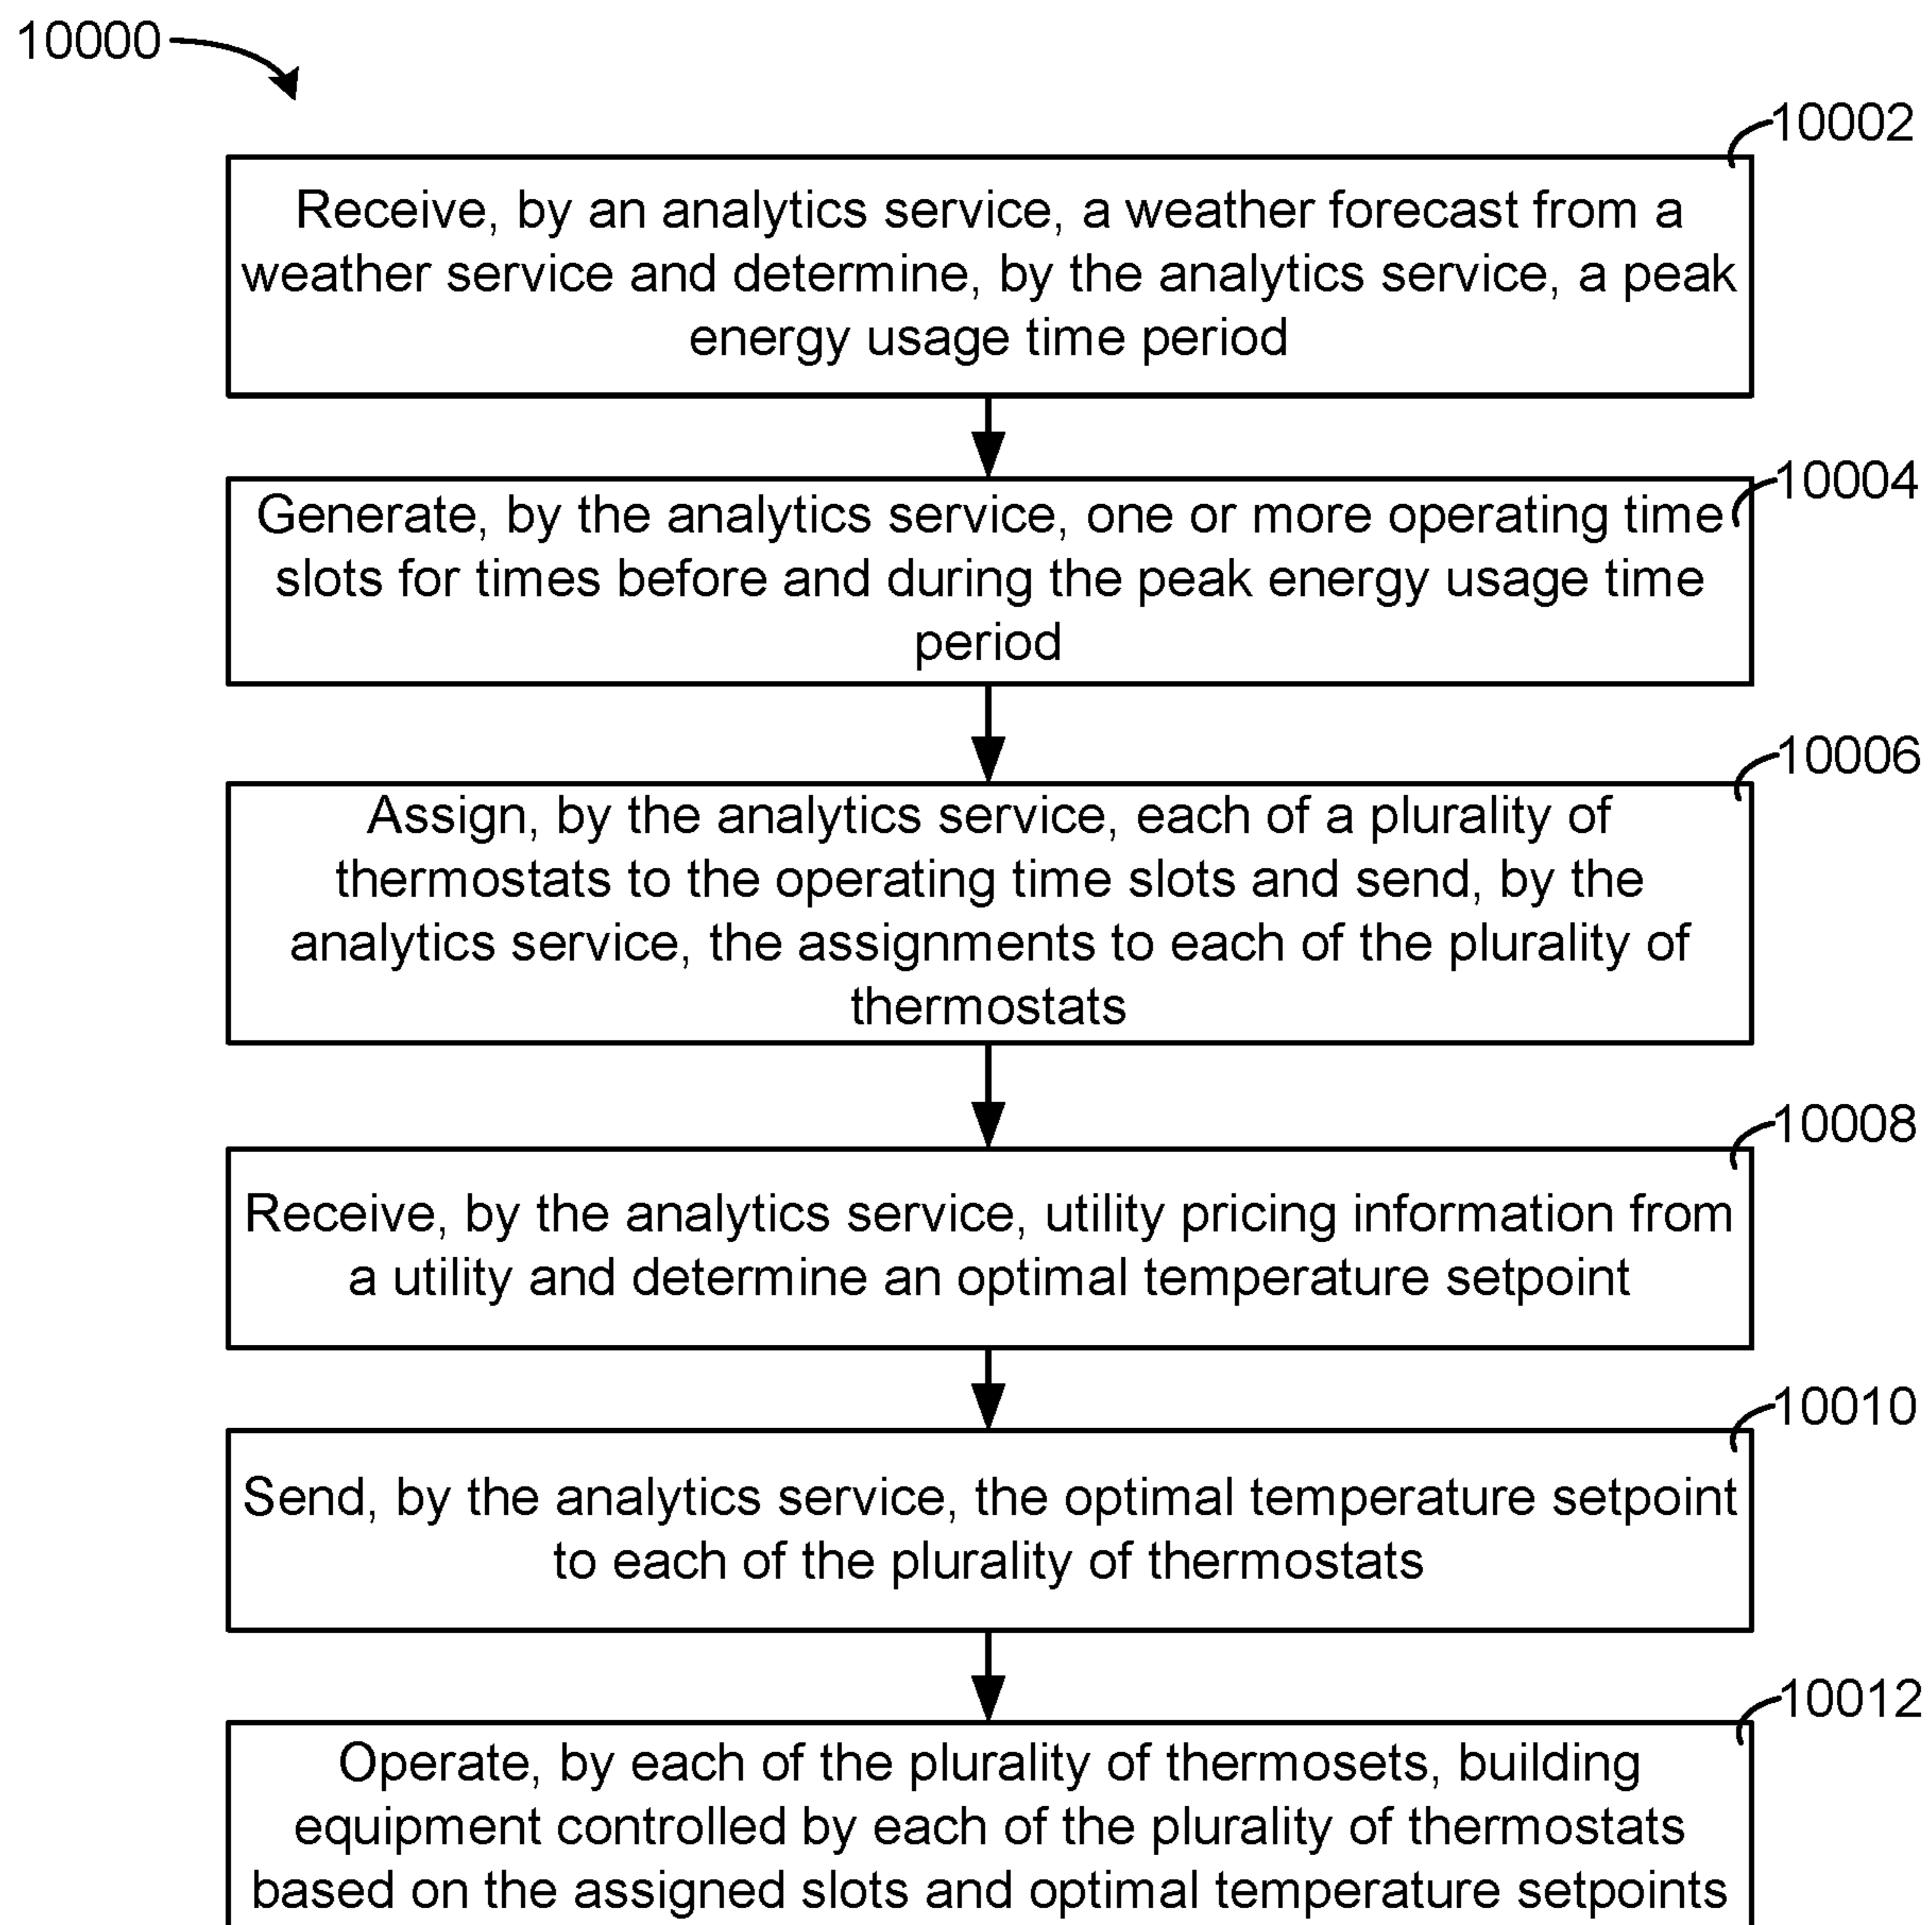 10000
10002
Receive, by an analytics service, a weather forecast from a
weather service and determine, by the analytics service, a peak
energy usage time period
10004
Generate, by the analytics service, one or more operating time
slots for times before and during the peak energy usage time
period
10006
Assign, by the analytics service, each of a plurality of
thermostats to the operating time slots and send, by the
analytics service, the assignments to each of the plurality of
thermostats
10008
Receive, by the analytics service, utility pricing information from
a utility and determine an optimal temperature setpoint
10010
Send, by the analytics service, the optimal temperature setpoint
to each of the plurality of thermostats
10012
Operate, by each of the plurality of thermosets, building
equipment controlled by each of the plurality of thermostats
based on the assigned slots and optimal temperature setpoints